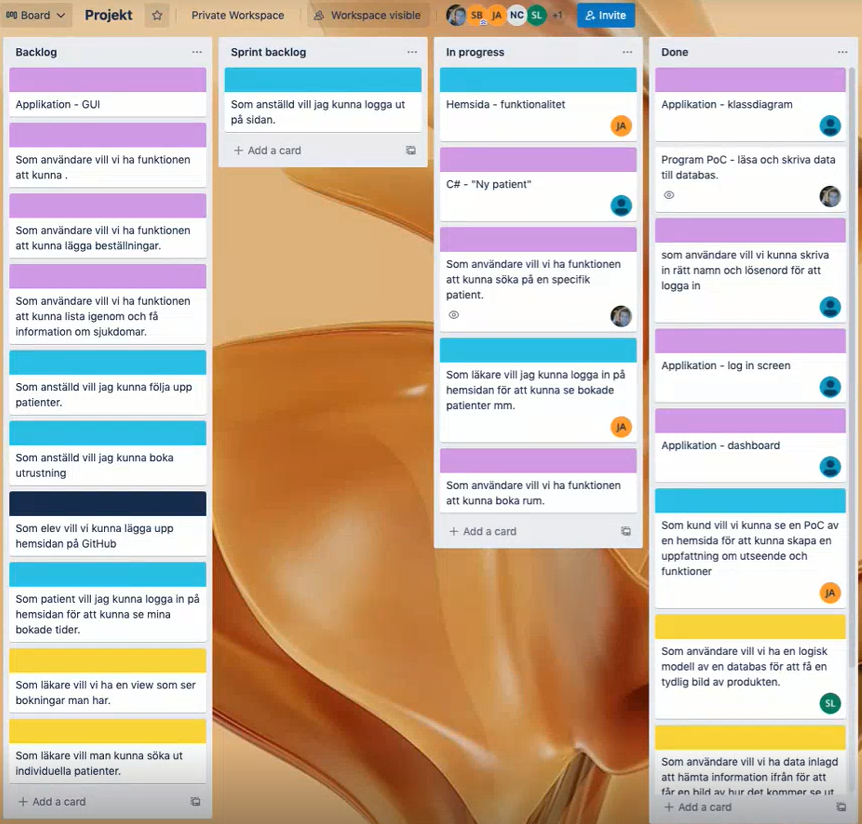 Board
Projekt
Private Workspace
Workspace visible
SB
JA
NC
SL
+1
Invite
Backlog
Applikation - GUI
Som användare vill vi ha funktionen
att kunna .
Som användare vill vi ha funktionen
att kunna lägga beställningar.
Som användare vill vi ha funktionen
att kunna lista igenom och få
information om sjukdomar.
Som anställd vill jag kunna följa upp
patienter.
Som anställd vill jag kunna boka
utrustning
Som elev vill vi kunna lägga upp
hemsidan på GitHub
Som patient vill jag kunna logga in på
hemsidan för att kunna se mina
bokade tider.
Som läkare vill vi ha en view som ser
bokningar man har.
Som läkare vill man kunna söka ut
individuella patienter.
+ Add a card
Sprint backlog
Som anställd vill jag kunna logga ut
på sidan.
+ Add a card
In progress
Hemsida - funktionalitet
JA
C# - "Ny patient"
Som användare vill vi ha funktionen
att kunna söka på en specifik
patient.
Som läkare vill jag kunna logga in på
hemsidan för att kunna se bokade
patienter mm.
JA
Som användare vill vi ha funktionen
att kunna boka rum.
+ Add a card
Done
Applikation - klassdiagram
Program PoC - läsa och skriva data
till databas.
som användare vill vi kunna skriva
in rätt namn och lösenord för att
logga in
Applikation - log in screen
Applikation - dashboard
Som kund vill vi kunna se en PoC av
en hemsida för att kunna skapa en
uppfattning om utseende och
funktioner
JA
Som användare vill vi ha en logisk
modell av en databas för att få en
tydlig bild av produkten.
SL
Som användare vill vi ha data inlagd
att hämta information ifrån för att
får en bild av hur det kommer se ut
+ Add a card